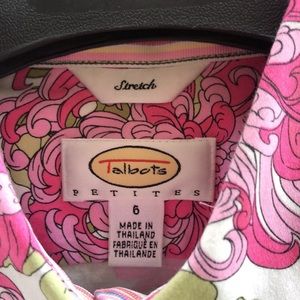 Stretch
Talbots
PETITES
6
MADE IN
THAILAND
FABRIQUÉ EN
THAÏLANDE